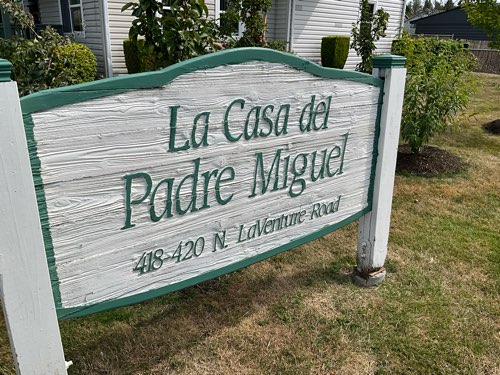 La Casa del
Padre Miguel
418-420 N. LaVenture Road